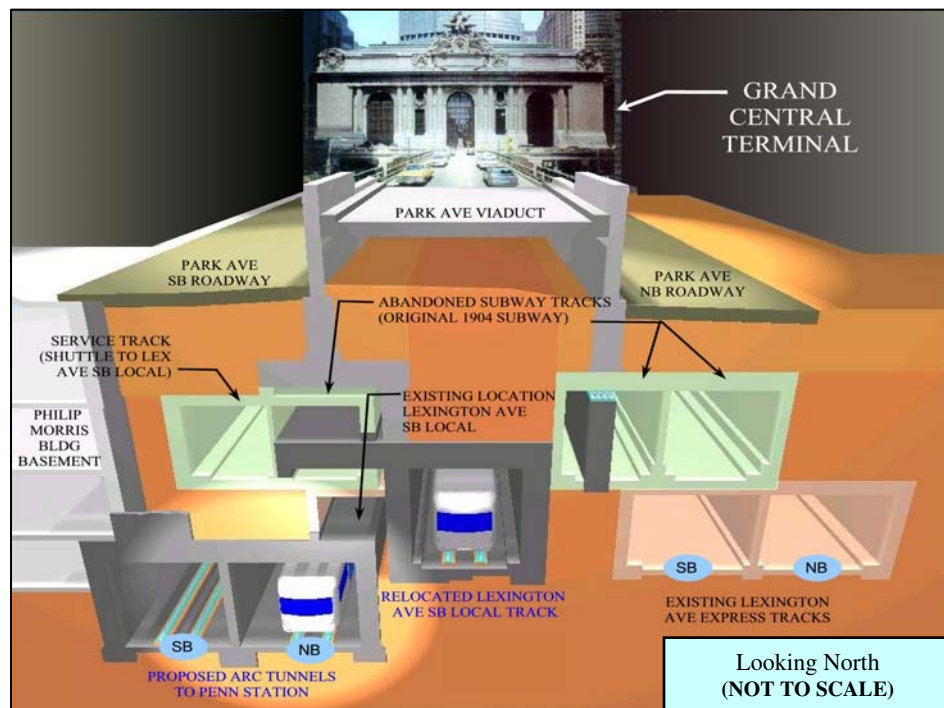 GRAND
CENTRAL
TERMINAL
PARK AVE VIADUCT
PARK AVE
SB ROADWAY
PARK AVE
NB ROADWAY
ABANDONED SUBWAY TRACKS
(ORIGINAL 1904 SUBWAY)
SERVICE TRACK
(SHUTTLE TO LEX
AVE SB LOCAL)
EXISTING LOCATION
LEXINGTON AVE
SB LOCAL
PHILIP
MORRIS
BLDG
BASEMENT
SB
NB
RELOCATED LEXINGTON
AVE SB LOCAL TRACK
EXISTING LEXINGTON
AVE EXPRESS TRACKS
SB
NB
PROPOSED ARC TUNNELS
TO PENN STATION
Looking North
(NOT TO SCALE)